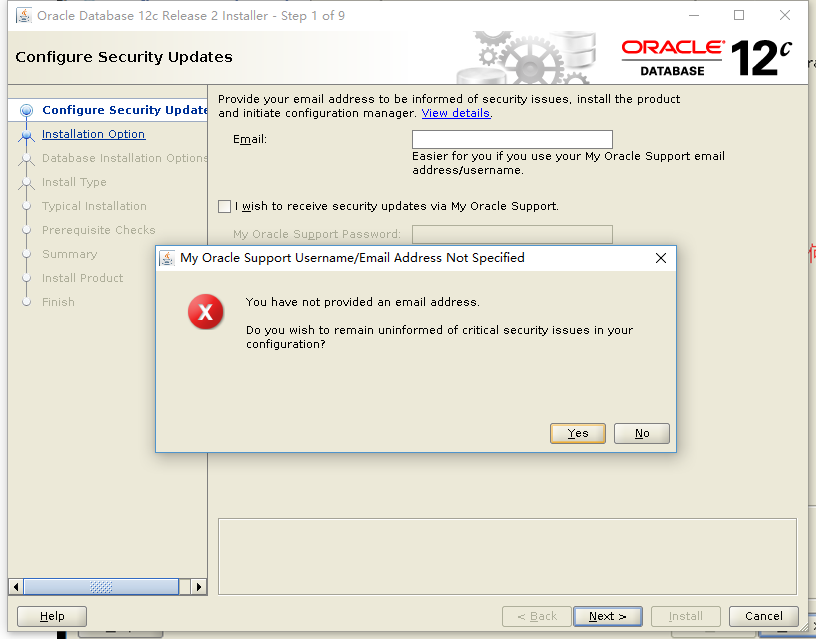 Oracle Database 12c Release 2 Installer - Step 1 of 9
Configure Security Updates
ORACLE
DATABASE
12c
Configure Security Update
Installation Option
Database Installation Options
Install Type
Typical Installation
Prerequisite Checks
Summary
Install Product
Finish
Provide your email address to be informed of security issues, install the product
and initiate configuration manager. View details.
Email:
Easier for you if you use your My Oracle Support email
address/username.
I wish to receive security updates via My Oracle Support.
My Oracle Support Password:
My Oracle Support Username/Email Address Not Specified
You have not provided an email address.
Do you wish to remain uninformed of critical security issues in your
configuration?
Yes
No
Help
< Back
Next >
Install
Cancel